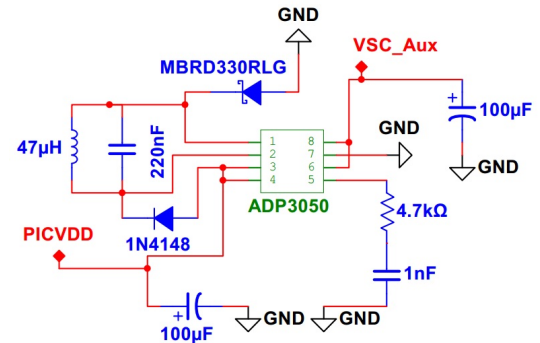 GND
VSC_Aux
MBRD330RLG
100µF
+
GND
47µH
220nF
1 8
2 7
3 6
4 5
GND
ADP3050
4.7kΩ
1N4148
PICVDD
1nF
+
100µF
GND
GND